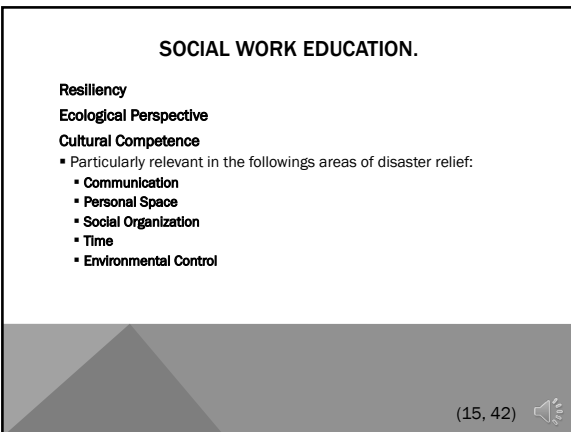 SOCIAL WORK EDUCATION.
Resiliency
Ecological Perspective
Cultural Competence
▪ Particularly relevant in the followings areas of disaster relief:
▪ Communication
▪ Personal Space
▪ Social Organization
▪ Time
▪ Environmental Control
(15, 42)